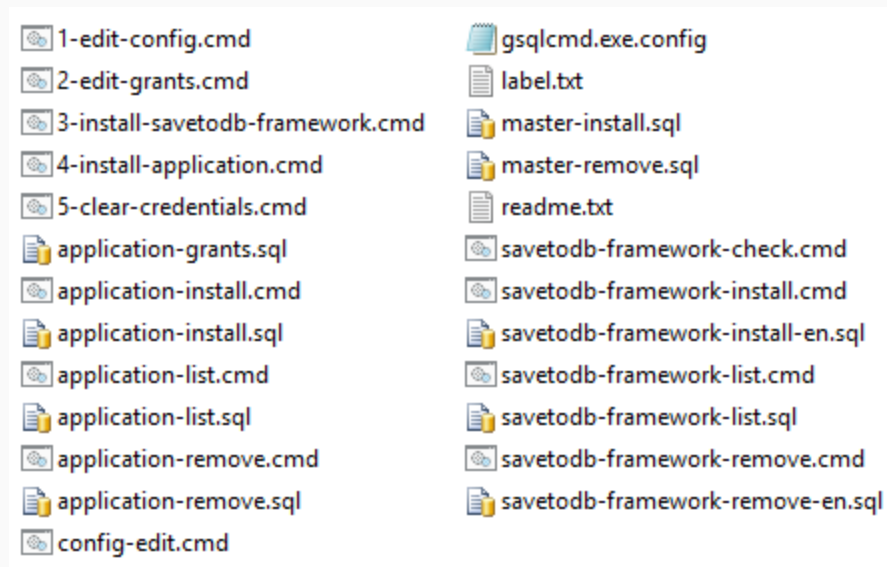 1-edit-config.cmd
2-edit-grants.cmd
3-install-savetodb-framework.cmd
4-install-application.cmd
5-clear-credentials.cmd
application-grants.sql
application-install.cmd
application-install.sql
application-list.cmd
application-list.sql
application-remove.cmd
application-remove.sql
config-edit.cmd
gsqlcmd.exe.config
label.txt
master-install.sql
master-remove.sql
readme.txt
savetodb-framework-check.cmd
savetodb-framework-install.cmd
savetodb-framework-install-en.sql
savetodb-framework-list.cmd
savetodb-framework-list.sql
savetodb-framework-remove.cmd
savetodb-framework-remove-en.sql